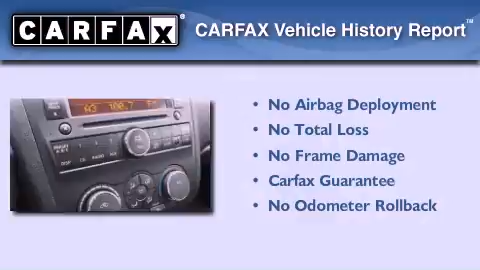 CARFAX®
CARFAX Vehicle History Report™
• No Airbag Deployment
• No Total Loss
• No Frame Damage
• Carfax Guarantee
• No Odometer Rollback